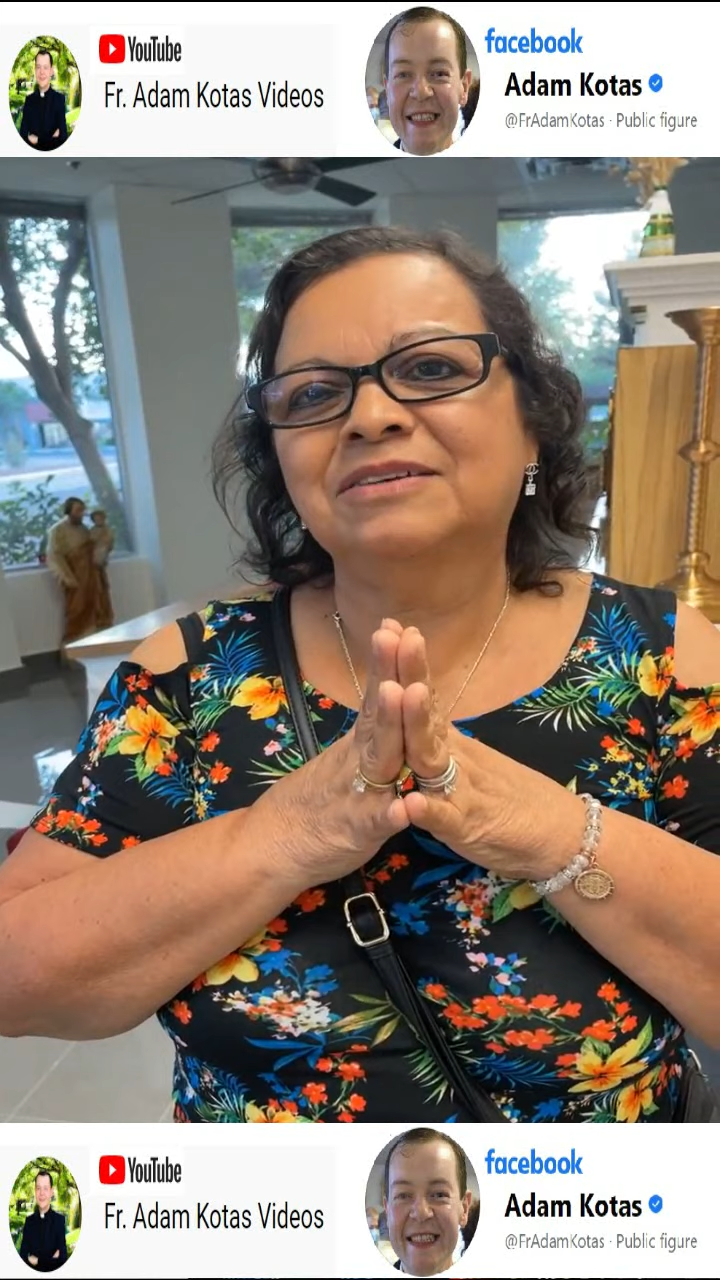 YouTube
Fr. Adam Kotas Videos
facebook
Adam Kotas
@FrAdamKotas · Public figure
YouTube
Fr. Adam Kotas Videos
facebook
Adam Kotas
@FrAdamKotas · Public figure